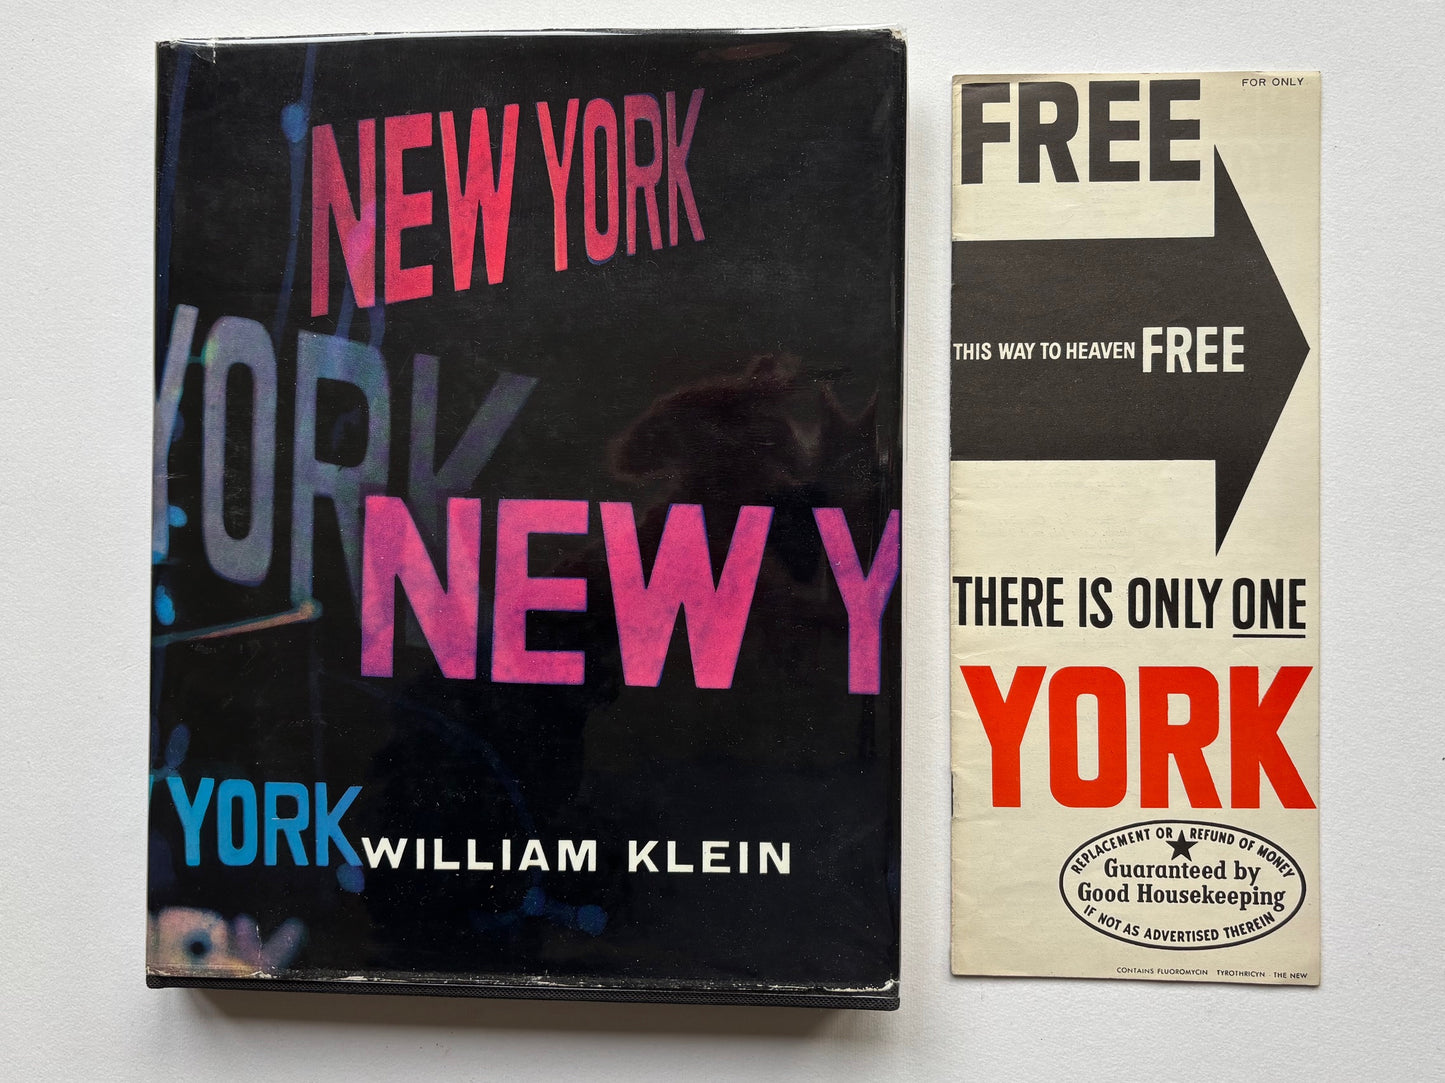 NEW YORK
YORK
NEW Y
YORK
WILLIAM KLEIN
FOR ONLY
FREE
THIS WAY TO HEAVEN FREE
THERE IS ONLY ONE
YORK
REPLACEMENT OR REFUND OF MONEY
Guaranteed by
Good Housekeeping
IF NOT AS ADVERTISED THEREIN
CONTAINS FLUOROMYCIN TYROTHRICYN · THE NEW